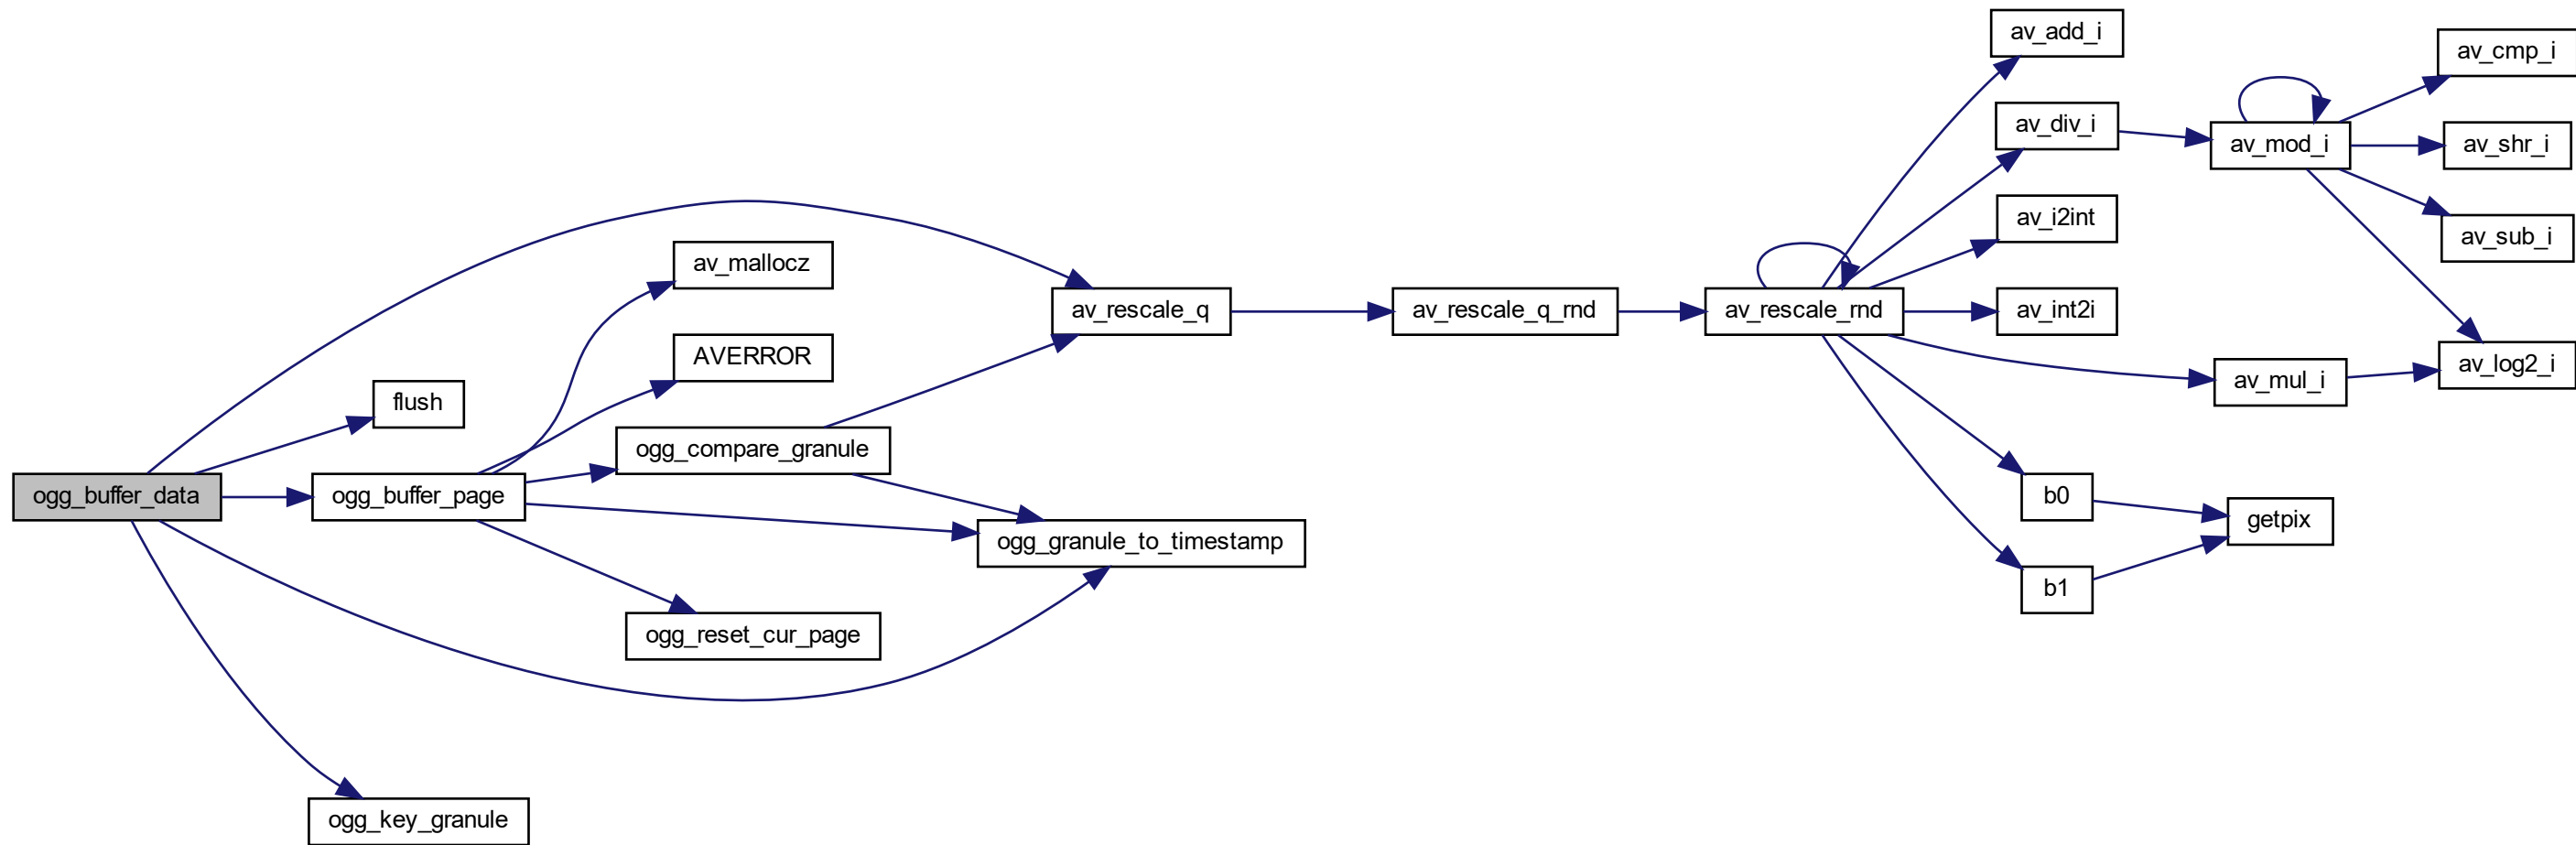 av_add_i
av_cmp_i
av_div_i
av_mod_i
av_shr_i
av_i2int
av_sub_i
av_mallocz
av_rescale_q
av_rescale_q_rnd
av_rescale_rnd
av_int2i
AVERROR
av_mul_i
av_log2_i
flush
ogg_compare_granule
ogg_buffer_data
ogg_buffer_page
b0
getpix
ogg_granule_to_timestamp
b1
ogg_reset_cur_page
ogg_key_granule